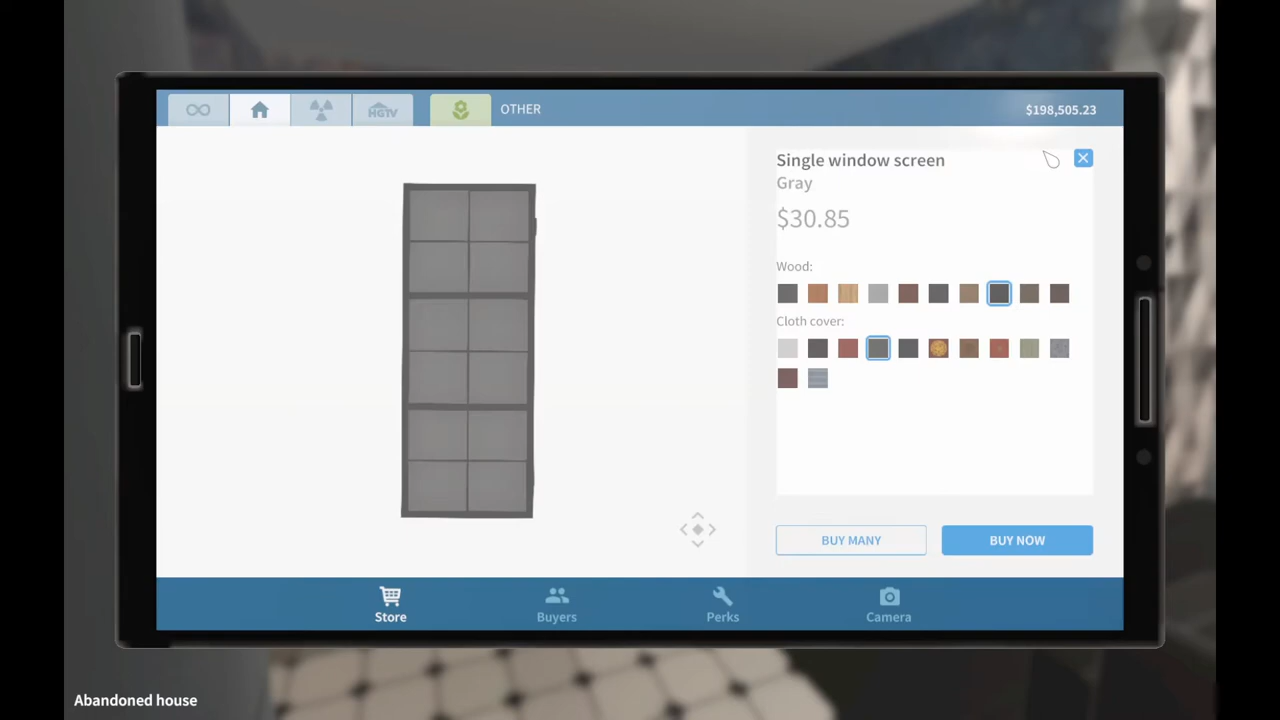 HGTV
OTHER
$198,505.23
Single window screen
Gray
$30.85
Wood:
Cloth cover:
BUY MANY
BUY NOW
Store
Buyers
Perks
Camera
Abandoned house